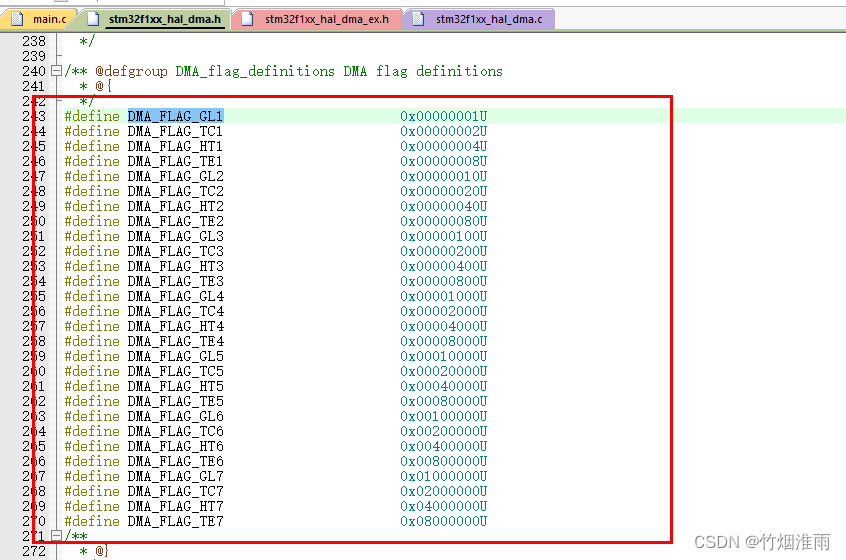 main.c stm32f1xx_hal_dma.h stm32f1xx_hal_dma_ex.h stm32f1xx_hal_dma.c
238 */
239
240 /** @defgroup DMA_flag_definitions DMA flag definitions
241 * @{
242 */
243 #define DMA_FLAG_GL1 0x00000001U
244 #define DMA_FLAG_TC1 0x00000002U
245 #define DMA_FLAG_HT1 0x00000004U
246 #define DMA_FLAG_TE1 0x00000008U
247 #define DMA_FLAG_GL2 0x00000010U
248 #define DMA_FLAG_TC2 0x00000020U
249 #define DMA_FLAG_HT2 0x00000040U
250 #define DMA_FLAG_TE2 0x00000080U
251 #define DMA_FLAG_GL3 0x00000100U
252 #define DMA_FLAG_TC3 0x00000200U
253 #define DMA_FLAG_HT3 0x00000400U
254 #define DMA_FLAG_TE3 0x00000800U
255 #define DMA_FLAG_GL4 0x00001000U
256 #define DMA_FLAG_TC4 0x00002000U
257 #define DMA_FLAG_HT4 0x00004000U
258 #define DMA_FLAG_TE4 0x00008000U
259 #define DMA_FLAG_GL5 0x00010000U
260 #define DMA_FLAG_TC5 0x00020000U
261 #define DMA_FLAG_HT5 0x00040000U
262 #define DMA_FLAG_TE5 0x00080000U
263 #define DMA_FLAG_GL6 0x00100000U
264 #define DMA_FLAG_TC6 0x00200000U
265 #define DMA_FLAG_HT6 0x00400000U
266 #define DMA_FLAG_TE6 0x00800000U
267 #define DMA_FLAG_GL7 0x01000000U
268 #define DMA_FLAG_TC7 0x02000000U
269 #define DMA_FLAG_HT7 0x04000000U
270 #define DMA_FLAG_TE7 0x08000000U
271 /**
272 * @}
CSDN @竹烟淮雨